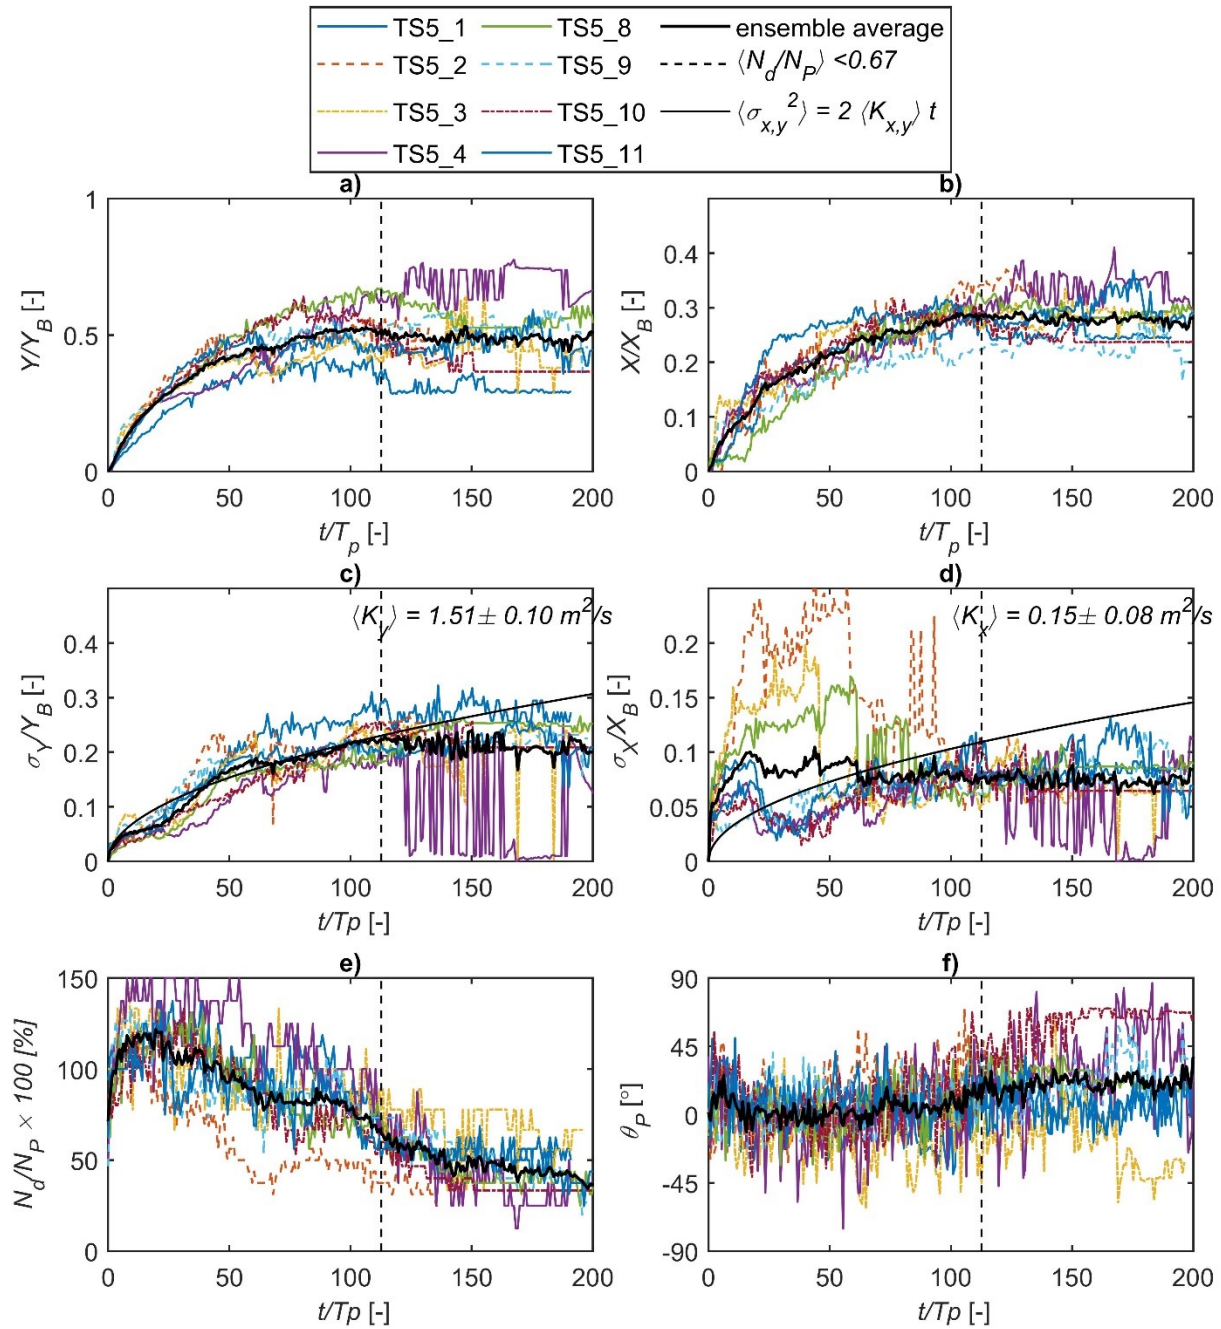 TS5_1 TS5_8 ensemble average
TS5_2 TS5_9 ⟨N_d/N_P⟩ <0.67
TS5_3 TS5_10 ⟨σ_{x,y}^2⟩ = 2 ⟨K_{x,y}⟩ t
TS5_4 TS5_11
a)
1
0.5
0
Y/Y_B [-]
0 50 100 150 200
t/T_p [-]
b)
0.4
0.3
0.2
0.1
0
X/X_B [-]
0 50 100 150 200
t/T_p [-]
c)
⟨K_y⟩ = 1.51± 0.10 m^2/s
0.4
0.3
0.2
0.1
0
σ_Y/Y_B [-]
0 50 100 150 200
t/Tp [-]
d)
⟨K_x⟩ = 0.15± 0.08 m^2/s
0.2
0.15
0.1
0.05
0
σ_X/X_B [-]
0 50 100 150 200
t/Tp [-]
e)
150
100
50
0
N_d/N_P × 100 [%]
0 50 100 150 200
t/Tp [-]
f)
90
45
0
-45
-90
θ_P [°]
0 50 100 150 200
t/Tp [-]